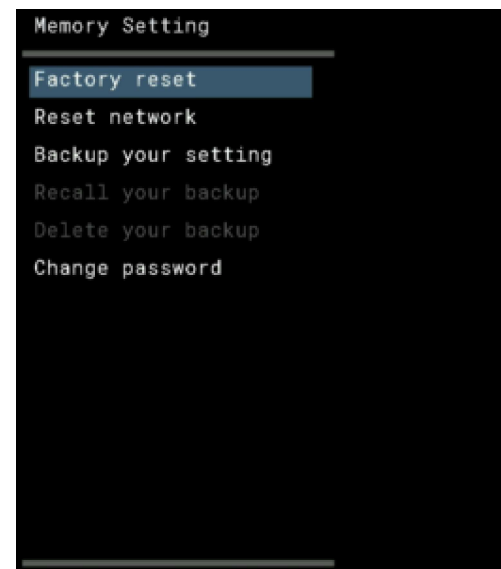 Memory Setting
Factory reset
Reset network
Backup your setting
Recall your backup
Delete your backup
Change password